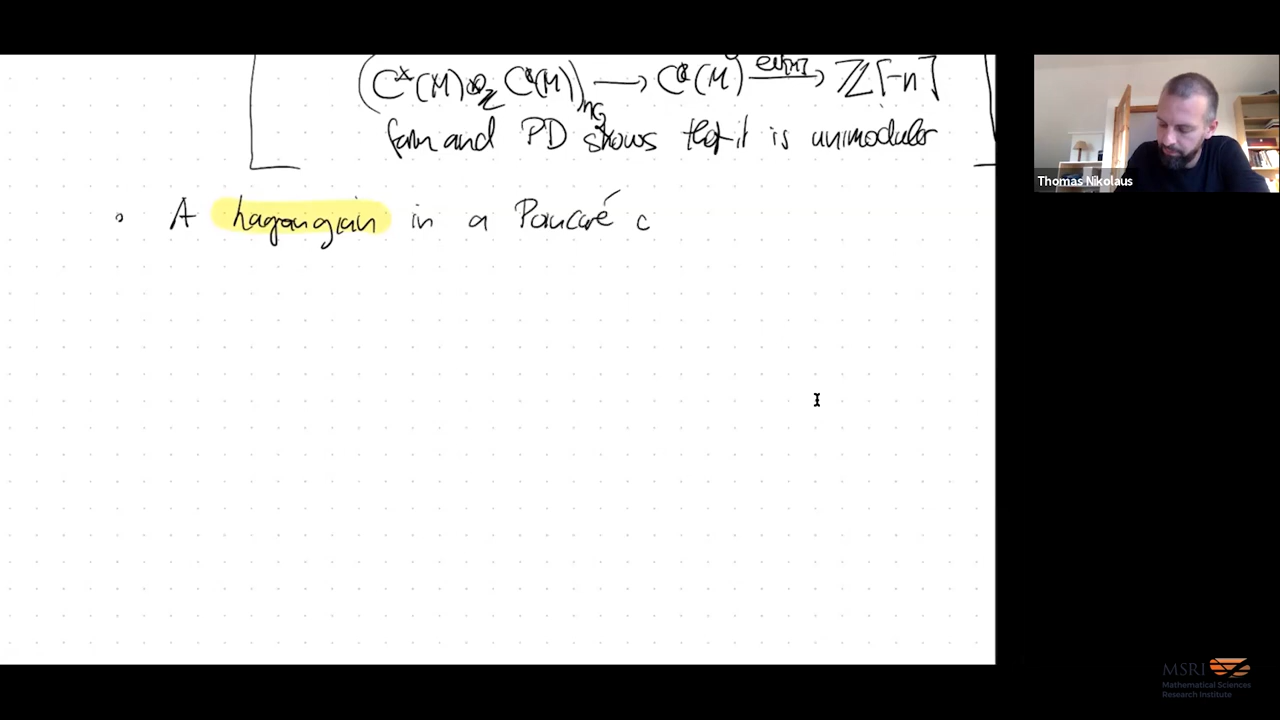 (C^*(M) ⊗_Z C^*(M))_{hC_2} → C^*(M) —ev[M]→ ℤ[-n]
form and PD shows that it is unimodular
∘ A Lagrangian in a Poincaré c
Thomas Nikolaus
MSRI
Mathematical Sciences
Research Institute